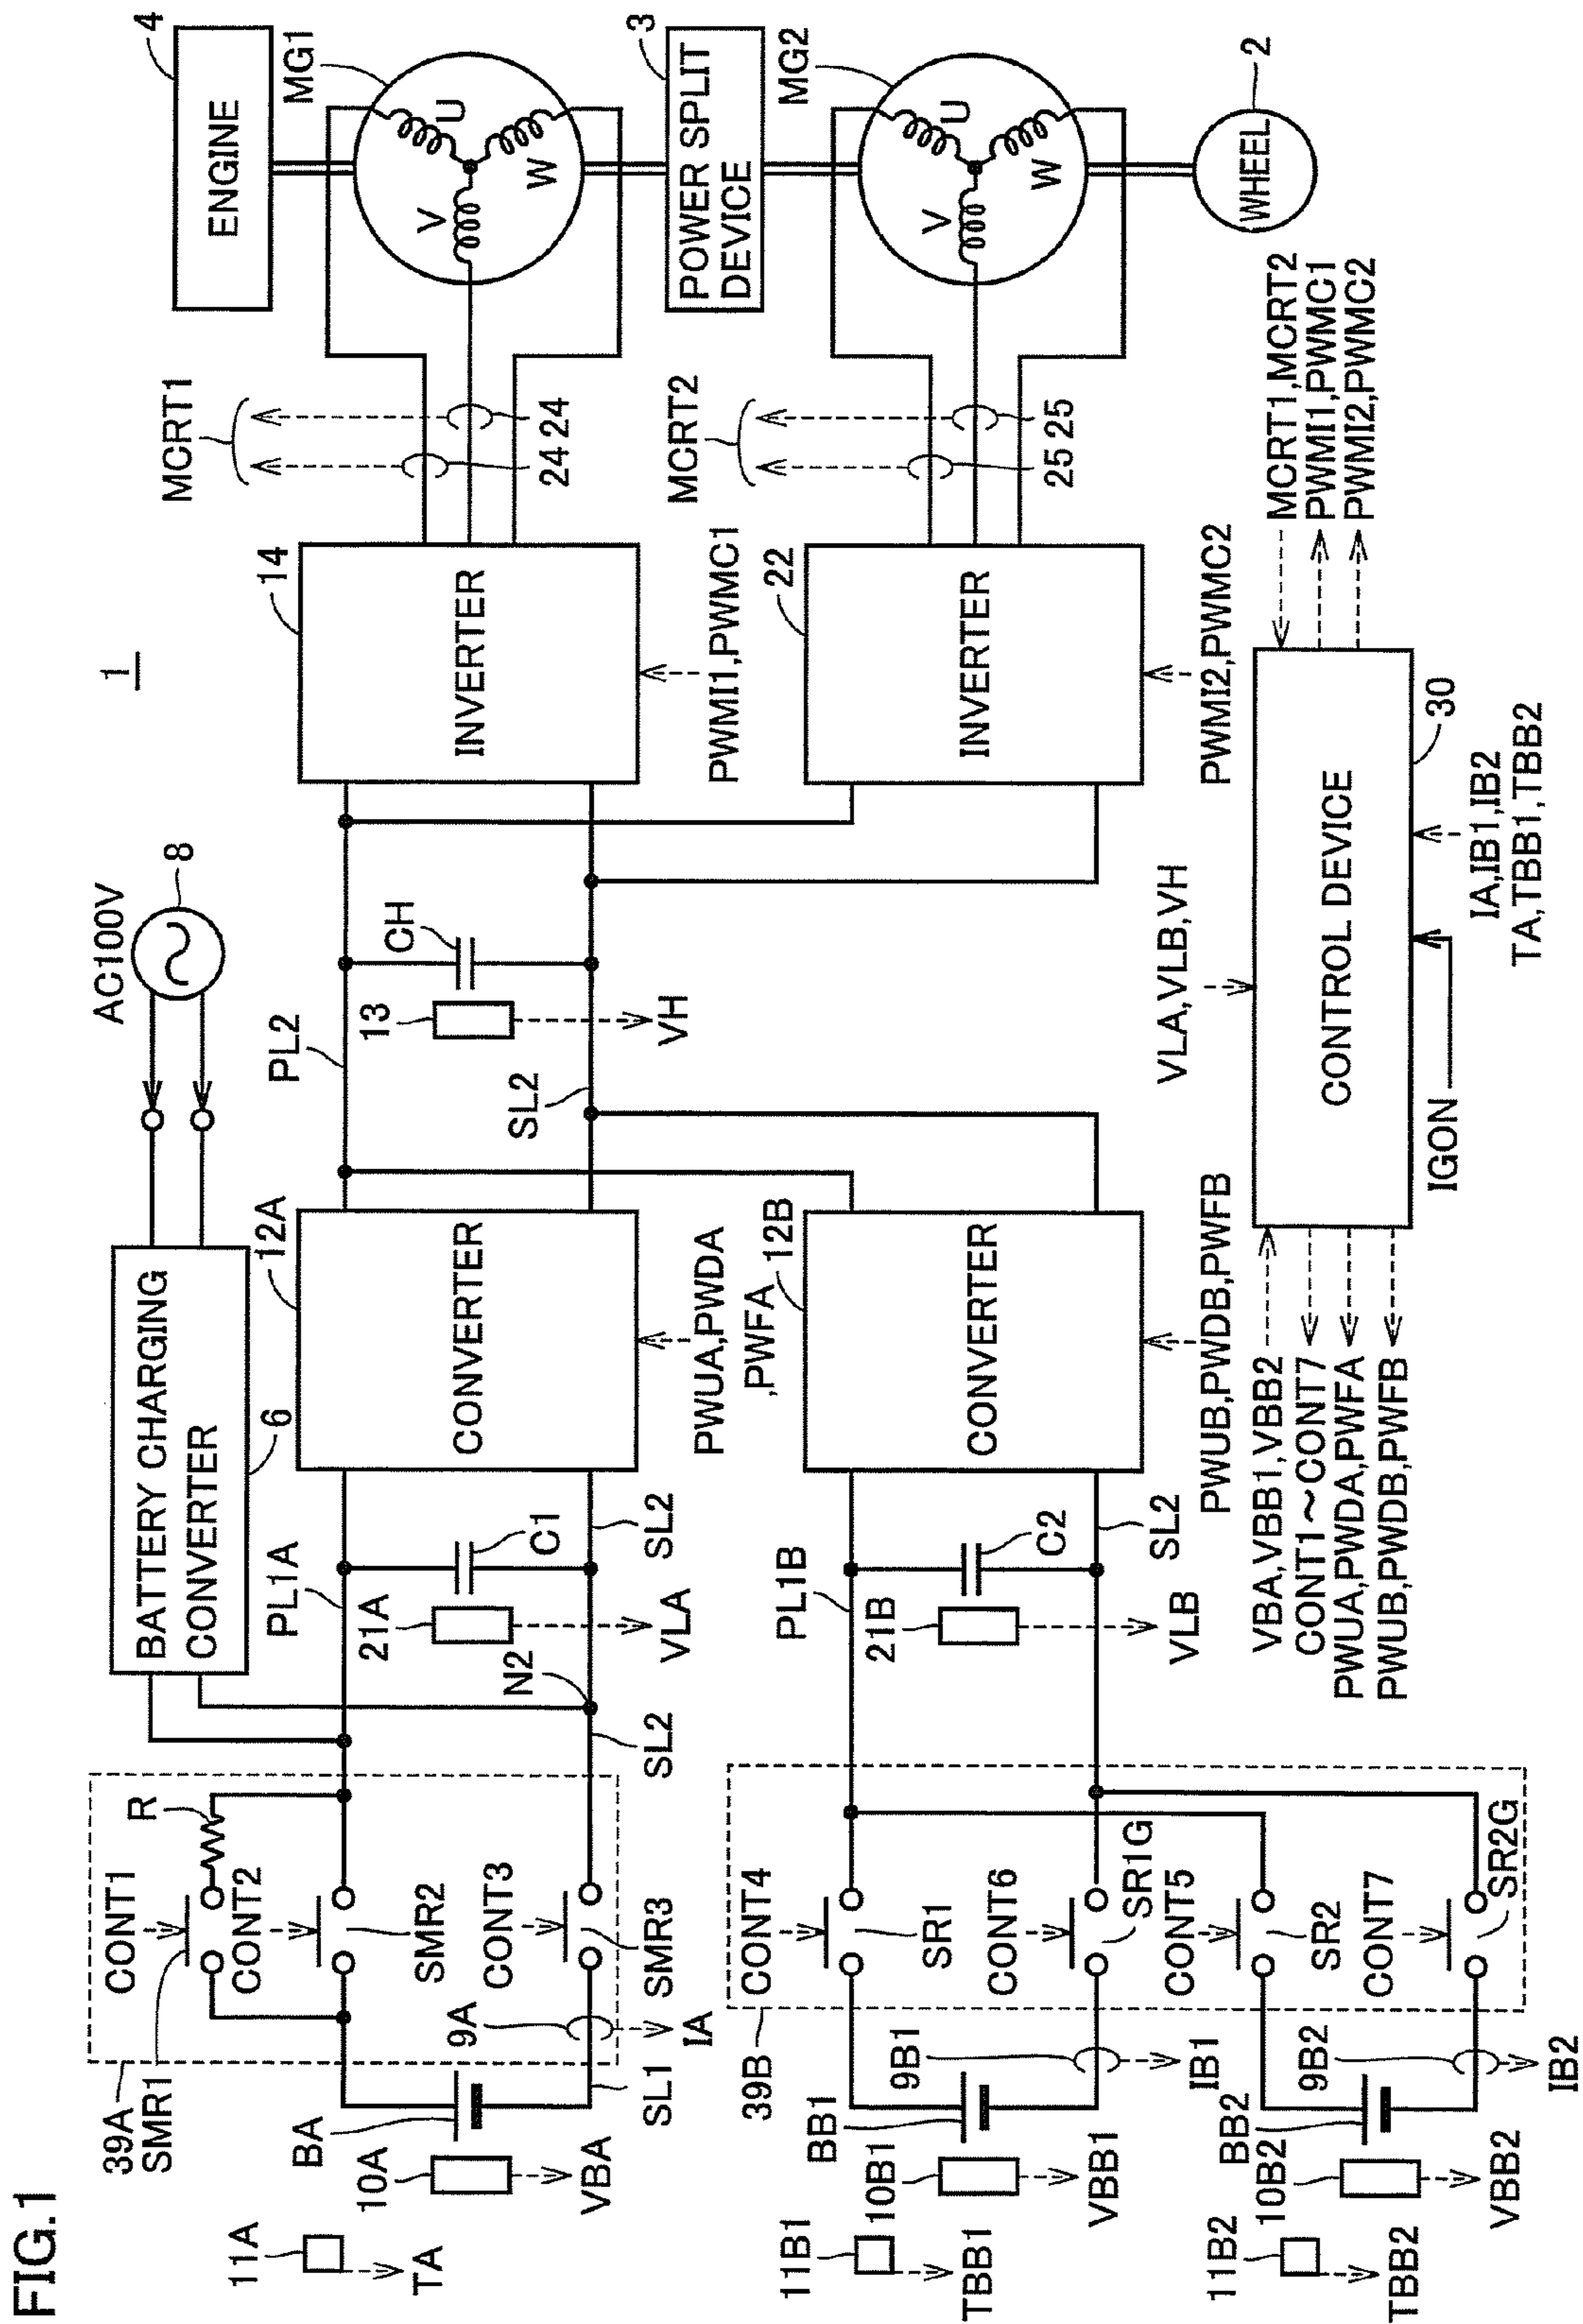 FIG.1
1
AC100V
8
BATTERY CHARGING
CONVERTER
6
ENGINE
4
39A
SMR1
CONT1
R
CONT2
SMR2
CONT3
SMR3
11A
TA
BA
10A
VBA
SL1
9A
IA
SL2
N2
PL1A
21A
VLA
C1
SL2
12A
CONVERTER
PWUA,PWDA
,PWFA
PL2
SL2
13
VH
CH
14
INVERTER
PWMI1,PWMC1
MCRT1
24
24
MG1
U
V
W
3
POWER SPLIT
DEVICE
39B
CONT4
SR1
CONT6
SR1G
CONT5
SR2
CONT7
SR2G
11B1
TBB1
BB1
10B1
VBB1
9B1
IB1
11B2
TBB2
BB2
10B2
VBB2
9B2
IB2
PL1B
21B
VLB
C2
SL2
12B
CONVERTER
PWUB,PWDB,PWFB
22
INVERTER
PWMI2,PWMC2
MCRT2
25
25
MG2
U
V
W
WHEEL
2
VLA,VLB,VH
CONTROL DEVICE
30
VBA,VBB1,VBB2
CONT1~CONT7
PWUA,PWDA,PWFA
PWUB,PWDB,PWFB
MCRT1,MCRT2
PWMI1,PWMC1
PWMI2,PWMC2
IGON
IA,IB1,IB2
TA,TBB1,TBB2